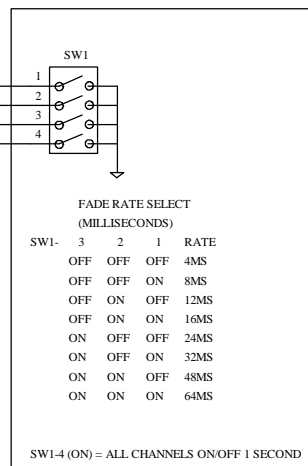 SW1
1
2
3
4
FADE RATE SELECT
(MILLISECONDS)
SW1- 3 2 1 RATE
OFF OFF OFF 4MS
OFF OFF ON 8MS
OFF ON OFF 12MS
OFF ON ON 16MS
ON OFF OFF 24MS
ON OFF ON 32MS
ON ON OFF 48MS
ON ON ON 64MS
SW1-4 (ON) = ALL CHANNELS ON/OFF 1 SECOND